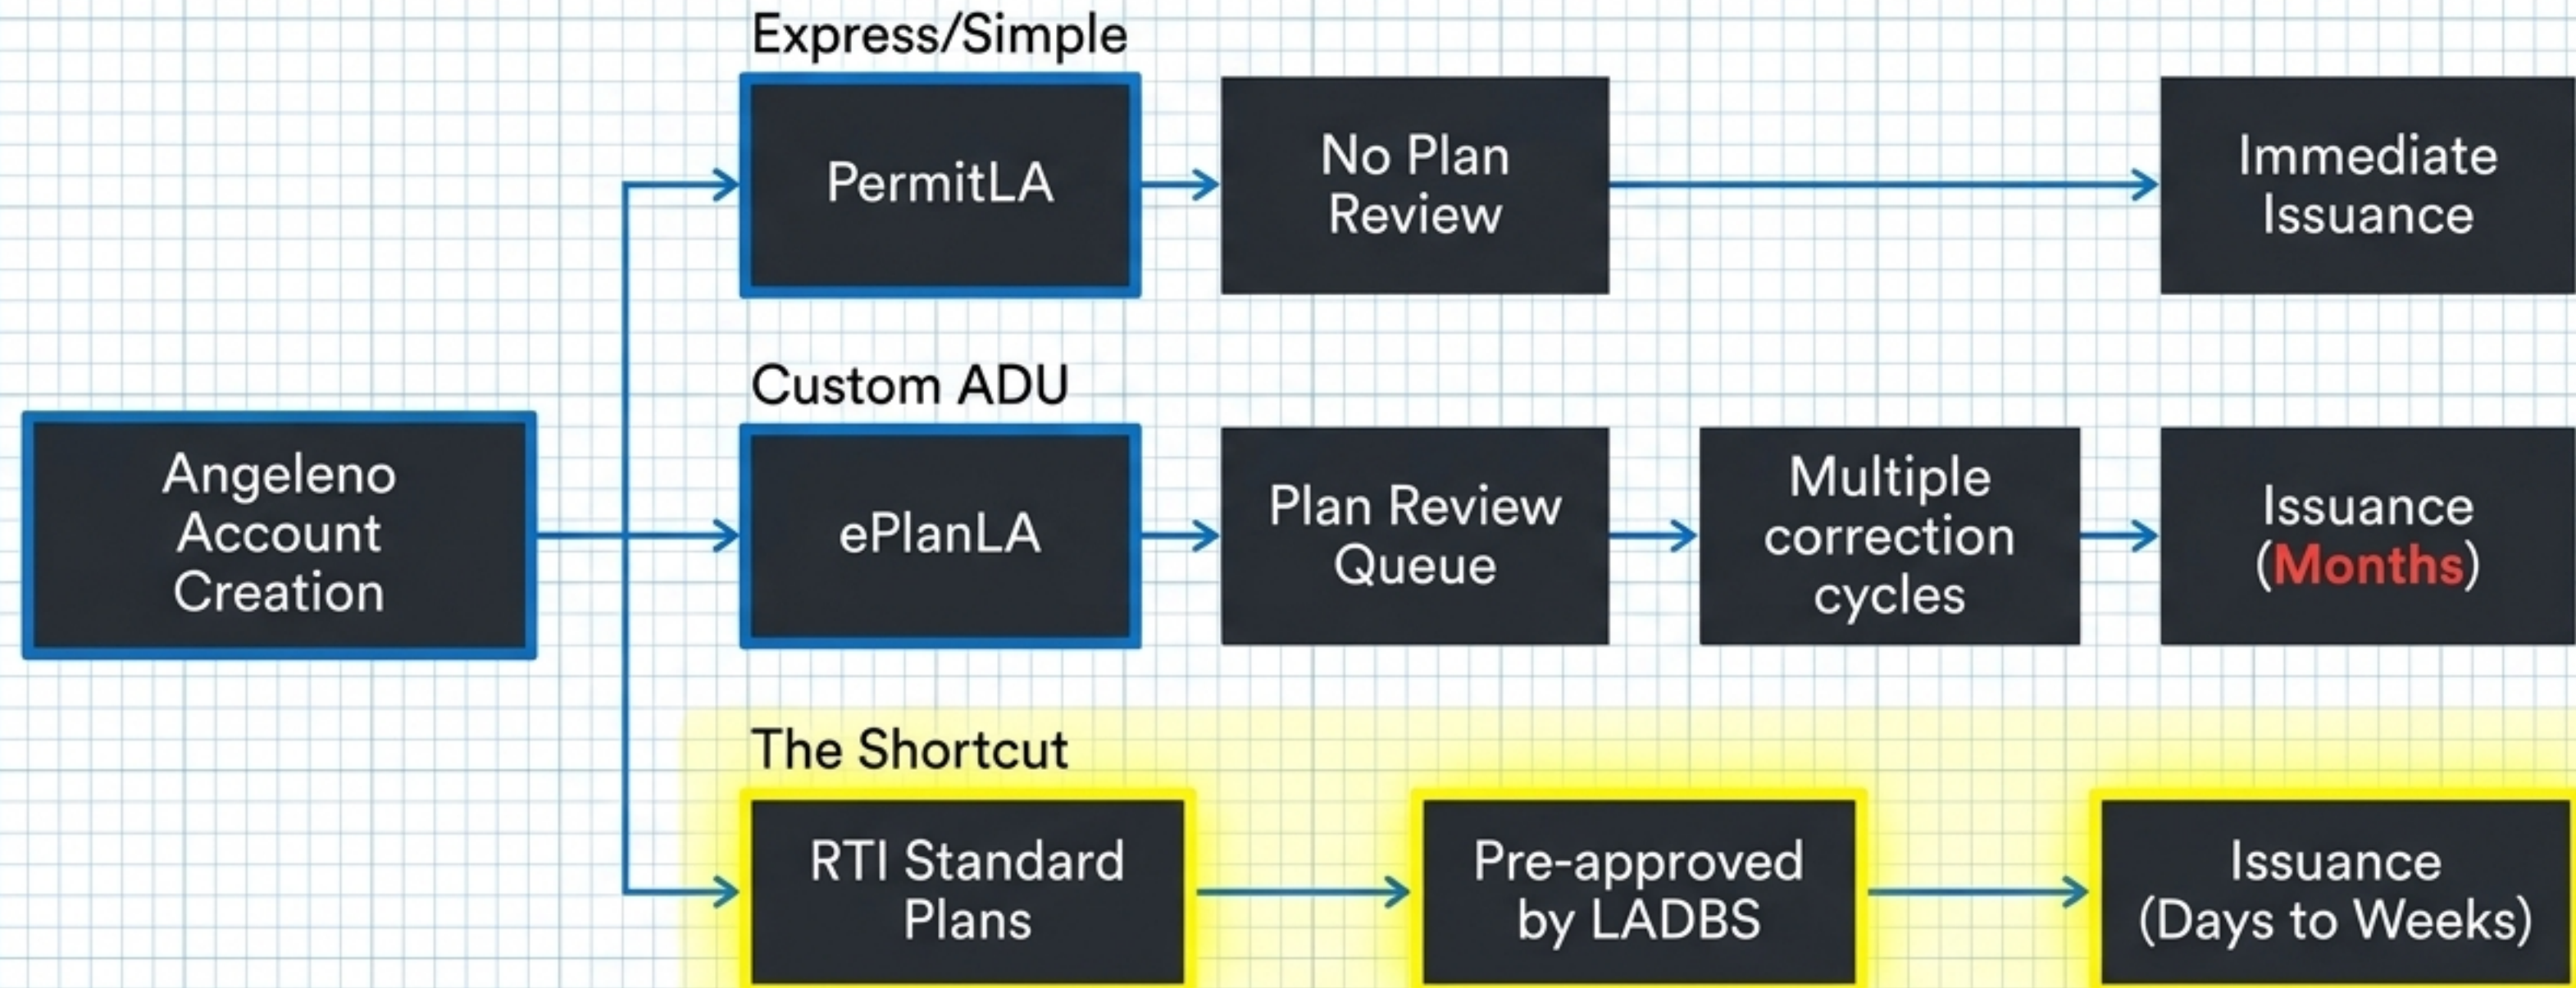 Express/Simple
PermitLA
No Plan
Review
Immediate
Issuance
Custom ADU
Angeleno
Account
Creation
ePlanLA
Plan Review
Queue
Multiple
correction
cycles
Issuance
(Months)
The Shortcut
RTI Standard
Plans
Pre-approved
by LADBS
Issuance
(Days to Weeks)